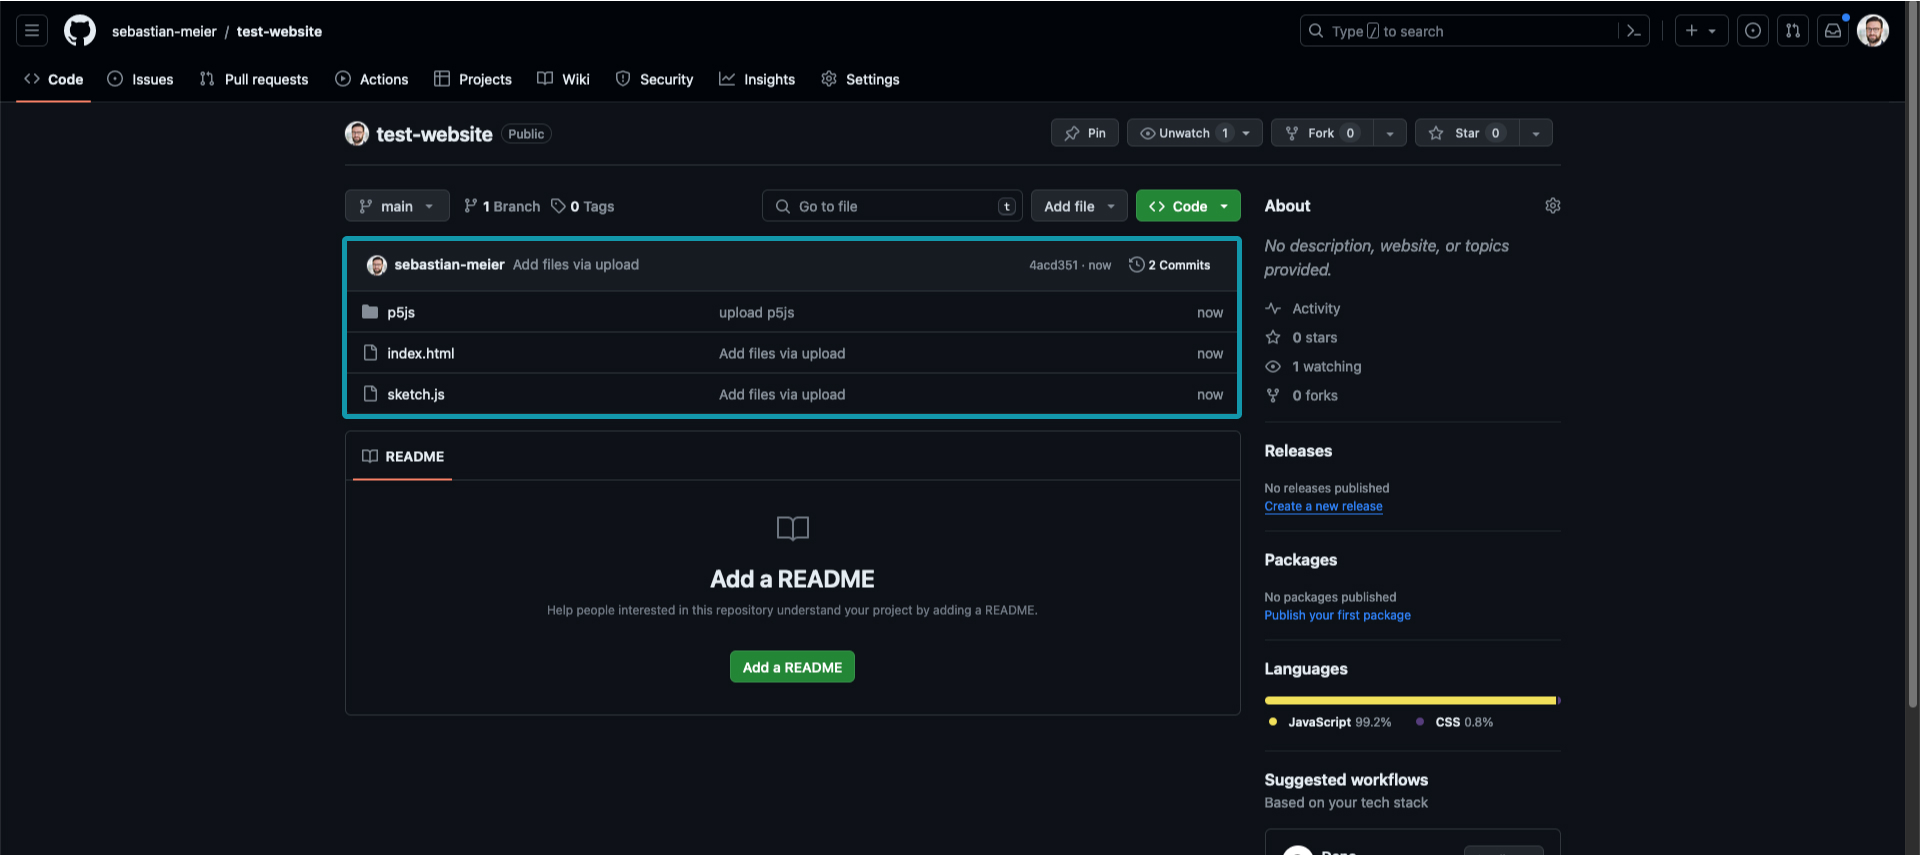 sebastian-meier / test-website
Type / to search
Code Issues Pull requests Actions Projects Wiki Security Insights Settings
test-website Public
Pin Unwatch 1 Fork 0 Star 0
main 1 Branch 0 Tags Go to file t Add file Code
sebastian-meier Add files via upload 4acd351 · now 2 Commits
p5js upload p5js now
index.html Add files via upload now
sketch.js Add files via upload now
README
Add a README
Help people interested in this repository understand your project by adding a README.
Add a README
About
No description, website, or topics
provided.
Activity
0 stars
1 watching
0 forks
Releases
No releases published
Create a new release
Packages
No packages published
Publish your first package
Languages
JavaScript 99.2% CSS 0.8%
Suggested workflows
Based on your tech stack